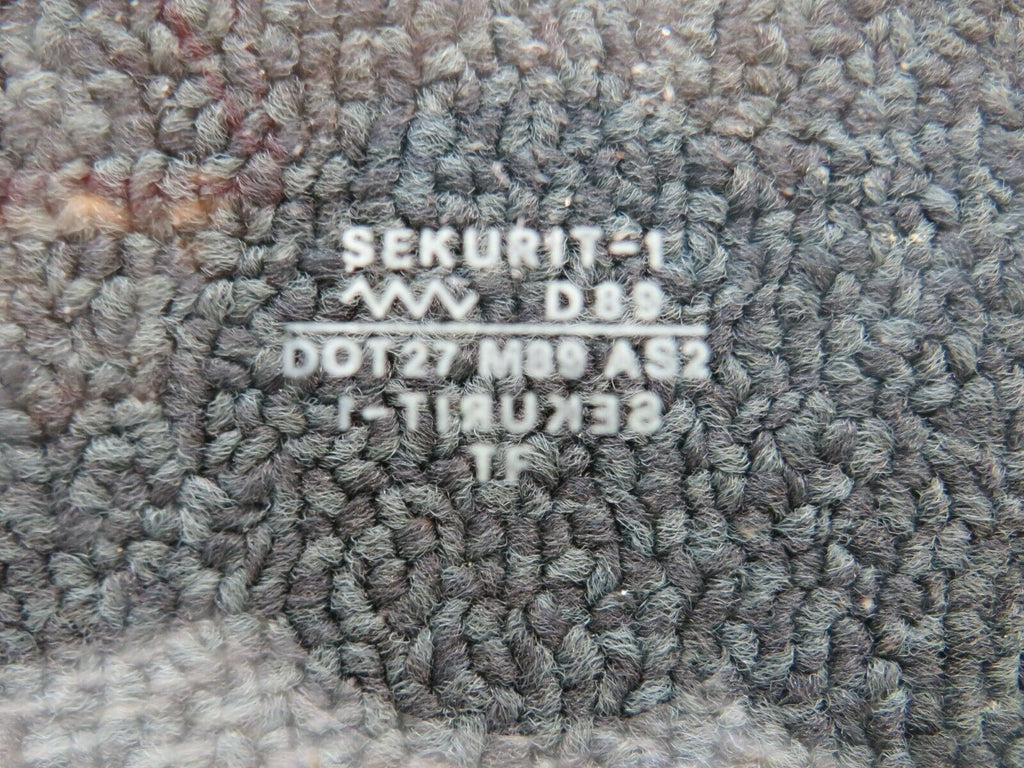 SEKURIT-1
D89
DOT27 M89 AS2
SEKURIT-1
TF